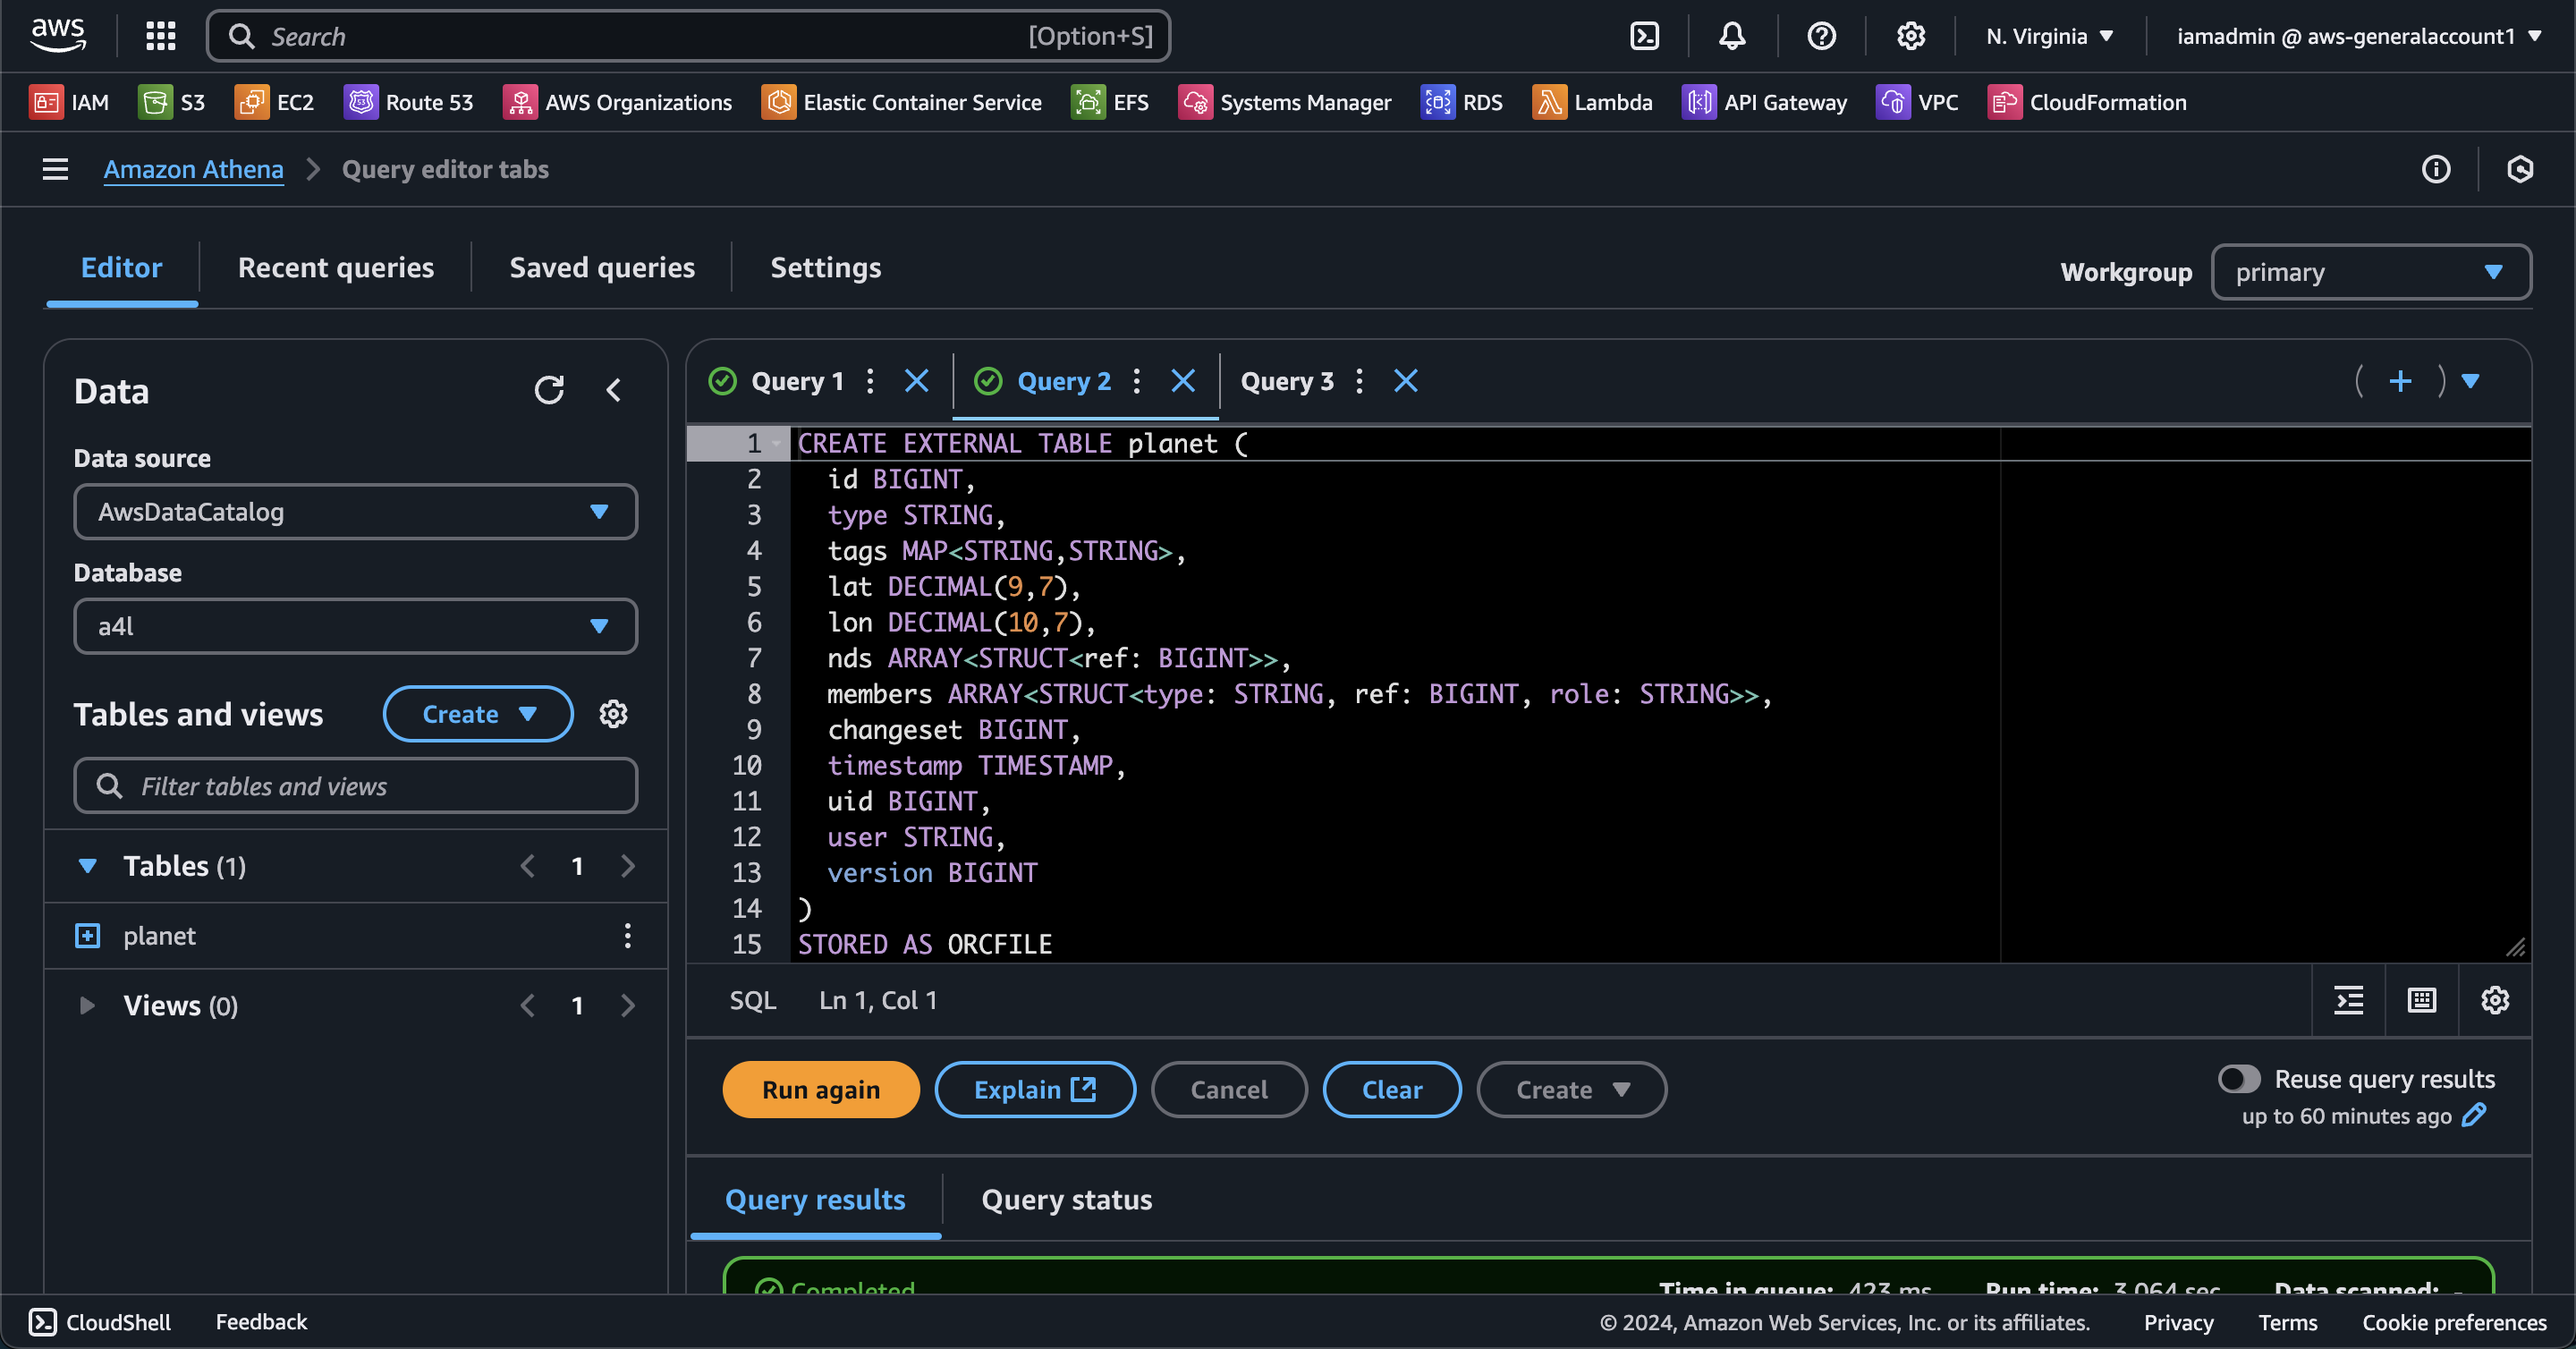 aws
Search
[Option+S]
N. Virginia
iamadmin @ aws-generalaccount1
IAM
S3
EC2
Route 53
AWS Organizations
Elastic Container Service
EFS
Systems Manager
RDS
Lambda
API Gateway
VPC
CloudFormation
Amazon Athena
Query editor tabs
Editor
Recent queries
Saved queries
Settings
Workgroup
primary
Data
Data source
AwsDataCatalog
Database
a4l
Tables and views
Create
Filter tables and views
Tables (1)
1
planet
Views (0)
1
Query 1
Query 2
Query 3
1 CREATE EXTERNAL TABLE planet (
2 id BIGINT,
3 type STRING,
4 tags MAP<STRING,STRING>,
5 lat DECIMAL(9,7),
6 lon DECIMAL(10,7),
7 nds ARRAY<STRUCT<ref: BIGINT>>,
8 members ARRAY<STRUCT<type: STRING, ref: BIGINT, role: STRING>>,
9 changeset BIGINT,
10 timestamp TIMESTAMP,
11 uid BIGINT,
12 user STRING,
13 version BIGINT
14 )
15 STORED AS ORCFILE
SQL
Ln 1, Col 1
Run again
Explain
Cancel
Clear
Create
Reuse query results
up to 60 minutes ago
Query results
Query status
Completed
Time in queue: 423 ms
Run time: 3.064 sec
Data scanned: -
CloudShell
Feedback
© 2024, Amazon Web Services, Inc. or its affiliates.
Privacy
Terms
Cookie preferences